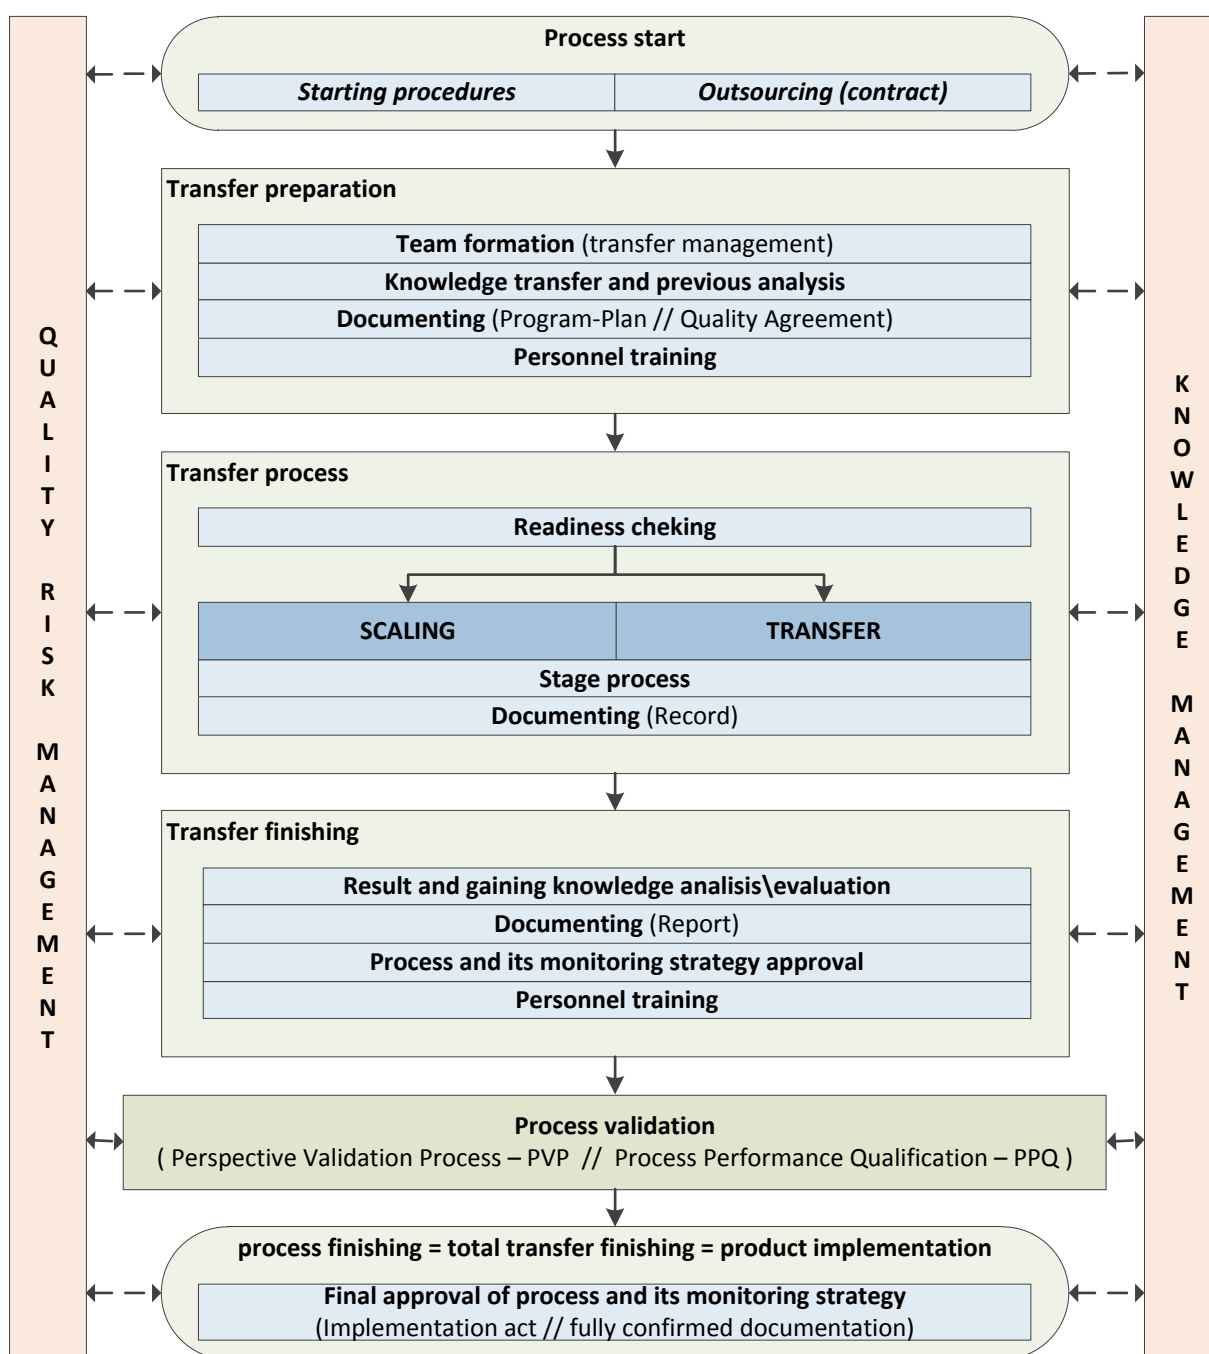 Process start
Starting procedures
Outsourcing (contract)
Transfer preparation
Team formation (transfer management)
Knowledge transfer and previous analysis
Documenting (Program-Plan // Quality Agreement)
Personnel training
Transfer process
Readiness cheking
SCALING
TRANSFER
Stage process
Documenting (Record)
Transfer finishing
Result and gaining knowledge analisis\evaluation
Documenting (Report)
Process and its monitoring strategy approval
Personnel training
Process validation
( Perspective Validation Process – PVP // Process Performance Qualification – PPQ )
process finishing = total transfer finishing = product implementation
Final approval of process and its monitoring strategy
(Implementation act // fully confirmed documentation)
QUALITY RISK MANAGEMENT
KNOWLEDGE MANAGEMENT